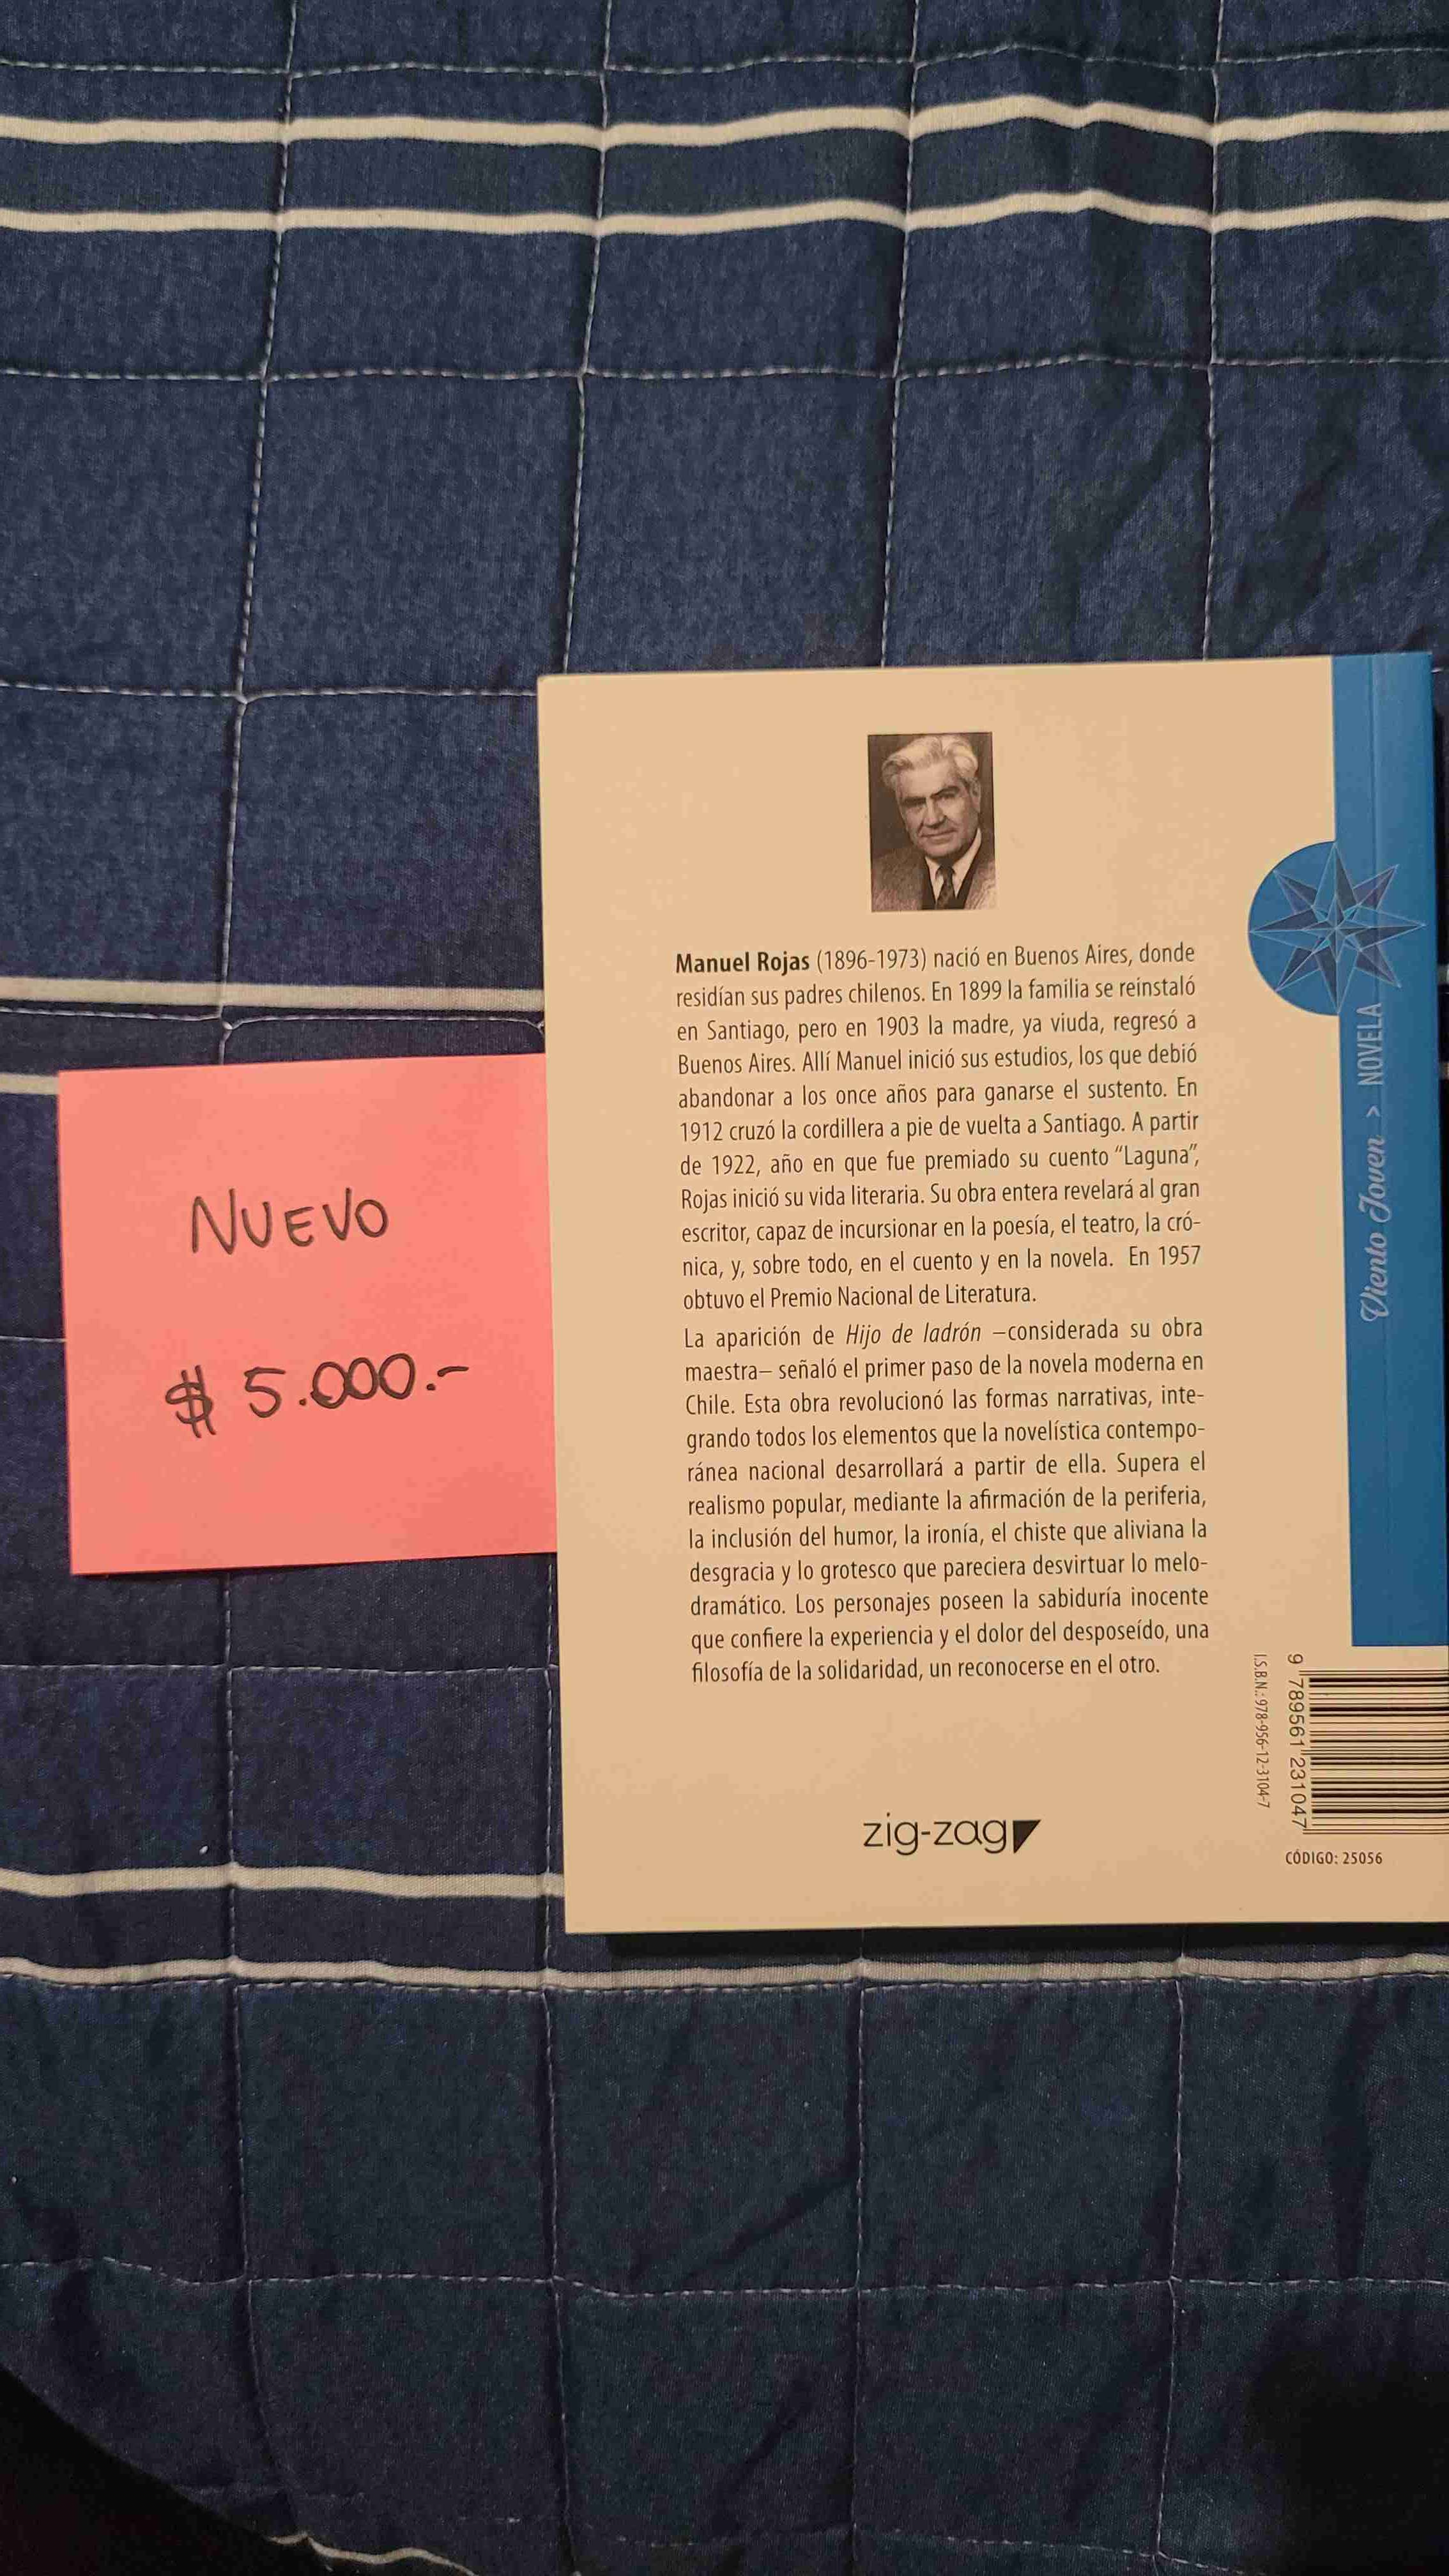 NUEVO
$ 5.000.-
Manuel Rojas (1896-1973) nació en Buenos Aires, donde
residían sus padres chilenos. En 1899 la familia se reinstaló
en Santiago, pero en 1903 la madre, ya viuda, regresó a
Buenos Aires. Allí Manuel inició sus estudios, los que debió
abandonar a los once años para ganarse el sustento. En
1912 cruzó la cordillera a pie de vuelta a Santiago. A partir
de 1922, año en que fue premiado su cuento “Laguna”,
Rojas inició su vida literaria. Su obra entera revelará al gran
escritor, capaz de incursionar en la poesía, el teatro, la cró-
nica, y, sobre todo, en el cuento y en la novela. En 1957
obtuvo el Premio Nacional de Literatura.
La aparición de Hijo de ladrón –considerada su obra
maestra– señaló el primer paso de la novela moderna en
Chile. Esta obra revolucionó las formas narrativas, inte-
grando todos los elementos que la novelística contempo-
ránea nacional desarrollará a partir de ella. Supera el
realismo popular, mediante la afirmación de la periferia,
la inclusión del humor, la ironía, el chiste que aliviana la
desgracia y lo grotesco que pareciera desvirtuar lo melo-
dramático. Los personajes poseen la sabiduría inocente
que confiere la experiencia y el dolor del desposeído, una
filosofía de la solidaridad, un reconocerse en el otro.
zig-zag
Viento Joven > NOVELA
I.S.B.N.: 978-956-12-3104-7
9 789561 231047
CÓDIGO: 25056